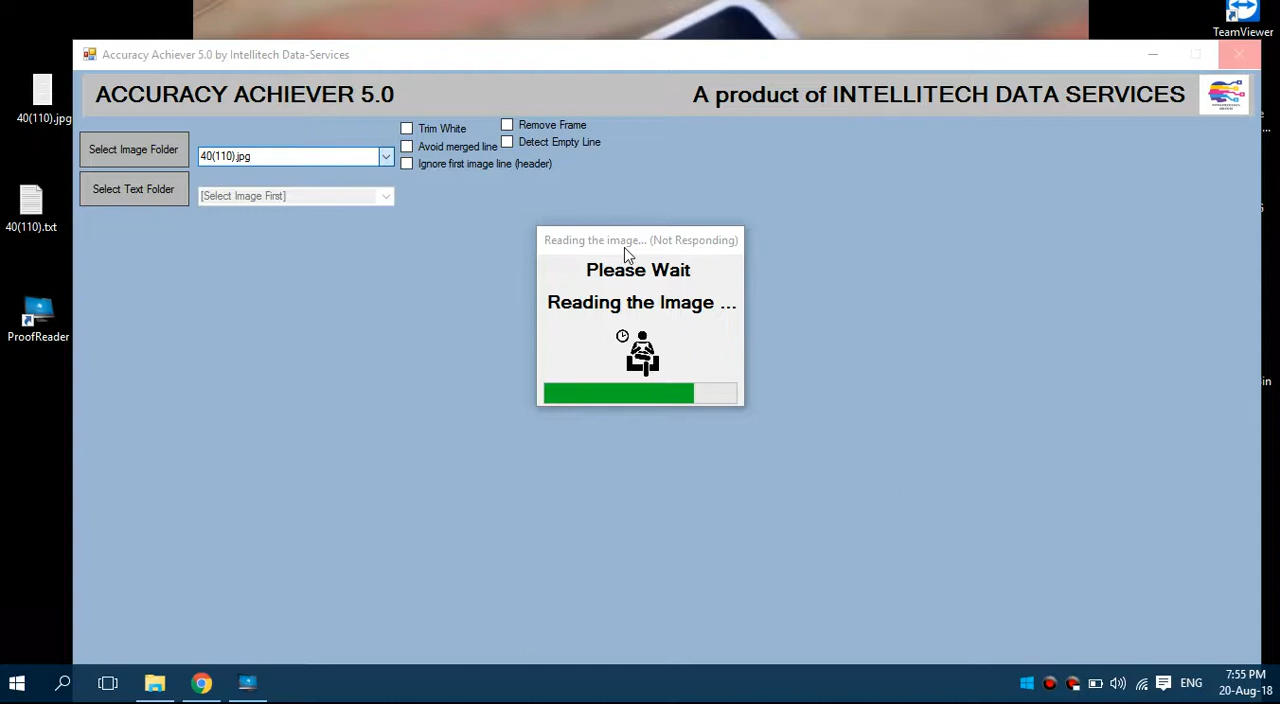 TeamViewer
Accuracy Achiever 5.0 by Intellitech Data-Services
ACCURACY ACHIEVER 5.0
A product of INTELLITECH DATA SERVICES
40(110).jpg
Select Image Folder
40(110).jpg
Trim White
Remove Frame
Avoid merged line
Detect Empty Line
Ignore first image line (header)
Select Text Folder
[Select Image First]
40(110).txt
Reading the image... (Not Responding)
Please Wait
Reading the Image ...
ProofReader
ENG
7:55 PM
20-Aug-18